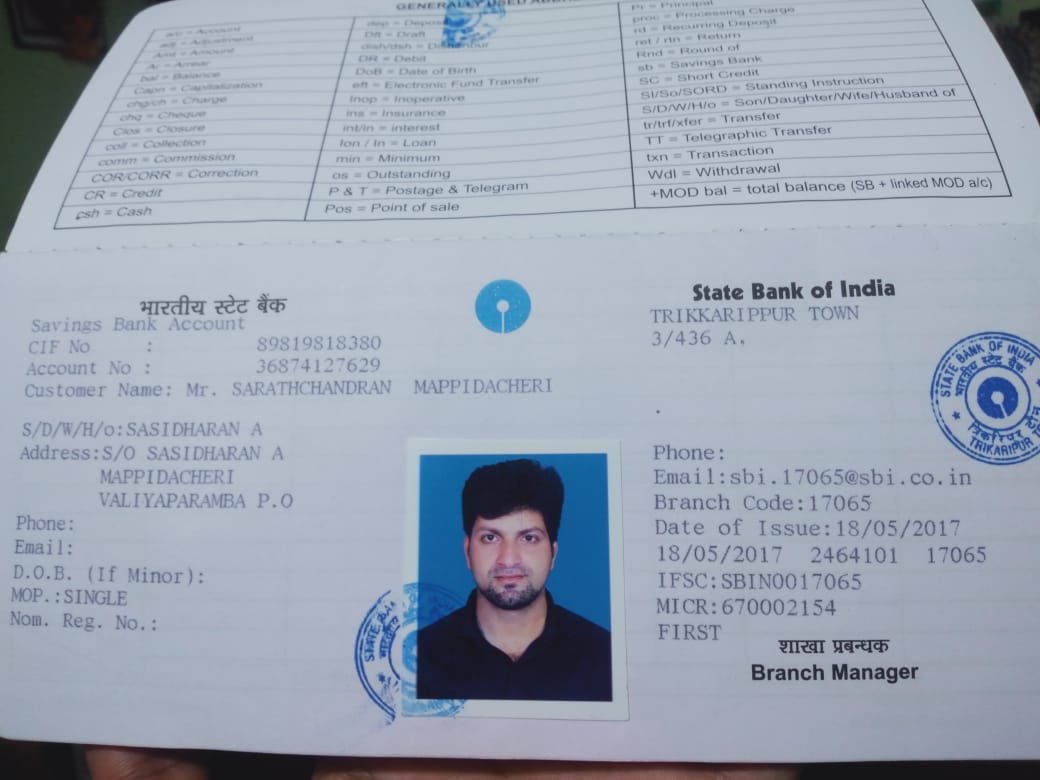 GENERALLY USED
a/c = Account
adj = Adjustment
Amt = Amount
Ar = Arrear
bal = Balance
Capn = Capitalization
chg/ch = Charge
chq = Cheque
Clos = Closure
coll = Collection
comm = Commission
COR/CORR = Correction
CR = Credit
csh = Cash
dep = Deposit
Dft = Draft
dish/dsh =
DR = Debit
DoB = Date of Birth
eft = Electronic Fund Transfer
Inop = Inoperative
ins = Insurance
int/in = interest
lon / ln = Loan
min = Minimum
os = Outstanding
P & T = Postage & Telegram
Pos = Point of sale
Pr = Principal
proc = Processing Charge
rd = Recurring Deposit
ret / rtn = Return
Rnd = Round of
sb = Savings Bank
SC = Short Credit
SI/So/SORD = Standing Instruction
S/D/W/H/o = Son/Daughter/Wife/Husband of
tr/trf/xfer = Transfer
TT = Telegraphic Transfer
txn = Transaction
Wdl = Withdrawal
+MOD bal = total balance (SB + linked MOD a/c)
भारतीय स्टेट बैंक
Savings Bank Account
CIF No : 89819818380
Account No : 36874127629
Customer Name: Mr. SARATHCHANDRAN MAPPIDACHERI
S/D/W/H/o:SASIDHARAN A
Address:S/O SASIDHARAN A
MAPPIDACHERI
VALIYAPARAMBA P.O
Phone:
Email:
D.O.B. (If Minor):
MOP.:SINGLE
Nom. Reg. No.:
State Bank of India
TRIKKARIPPUR TOWN
3/436 A,
STATE BANK OF INDIA
भारतीय स्टेट बैंक
Phone:
Email:sbi.17065@sbi.co.in
Branch Code:17065
Date of Issue:18/05/2017
18/05/2017 2464101 17065
IFSC:SBIN0017065
MICR:670002154
FIRST
शाखा प्रबन्धक
Branch Manager